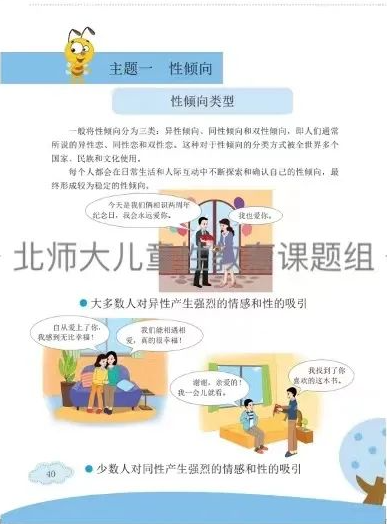 主题一 性倾向
性倾向类型
一般将性倾向分为三类：异性倾向、同性倾向和双性倾向，即人们通常
所说的异性恋、同性恋和双性恋。这种对于性倾向的分类方式被全世界多个
国家、民族和文化使用。
每个人都会在日常生活和人际互动中不断探索和确认自己的性倾向，最
终形成较为稳定的性倾向。
今天是我们俩相识两周年
纪念日，我会永远爱你。
我也爱你。
北师大儿童性教育课题组
●大多数人对异性产生强烈的情感和性的吸引
自从爱上了你，
我感到无比幸福！
我们能相遇相
爱，真的很幸福！
谢谢，亲爱的！
我一会儿就看。
我找到了你
喜欢的这本书。
40
●少数人对同性产生强烈的情感和性的吸引